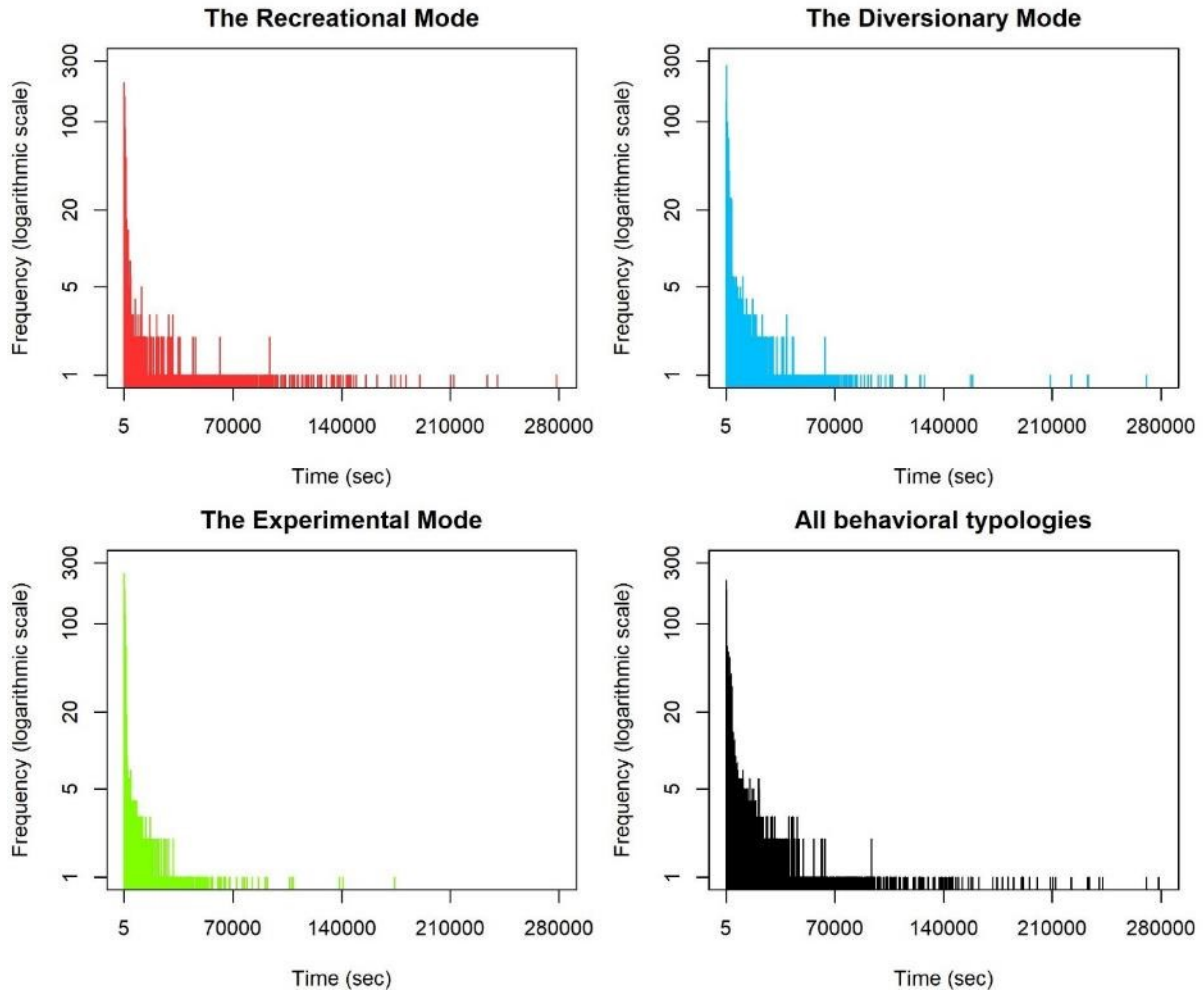 The Recreational Mode
Frequency (logarithmic scale)
300
100
20
5
1
5 70000 140000 210000 280000
Time (sec)
The Diversionary Mode
Frequency (logarithmic scale)
300
100
20
5
1
5 70000 140000 210000 280000
Time (sec)
The Experimental Mode
Frequency (logarithmic scale)
300
100
20
5
1
5 70000 140000 210000 280000
Time (sec)
All behavioral typologies
Frequency (logarithmic scale)
300
100
20
5
1
5 70000 140000 210000 280000
Time (sec)